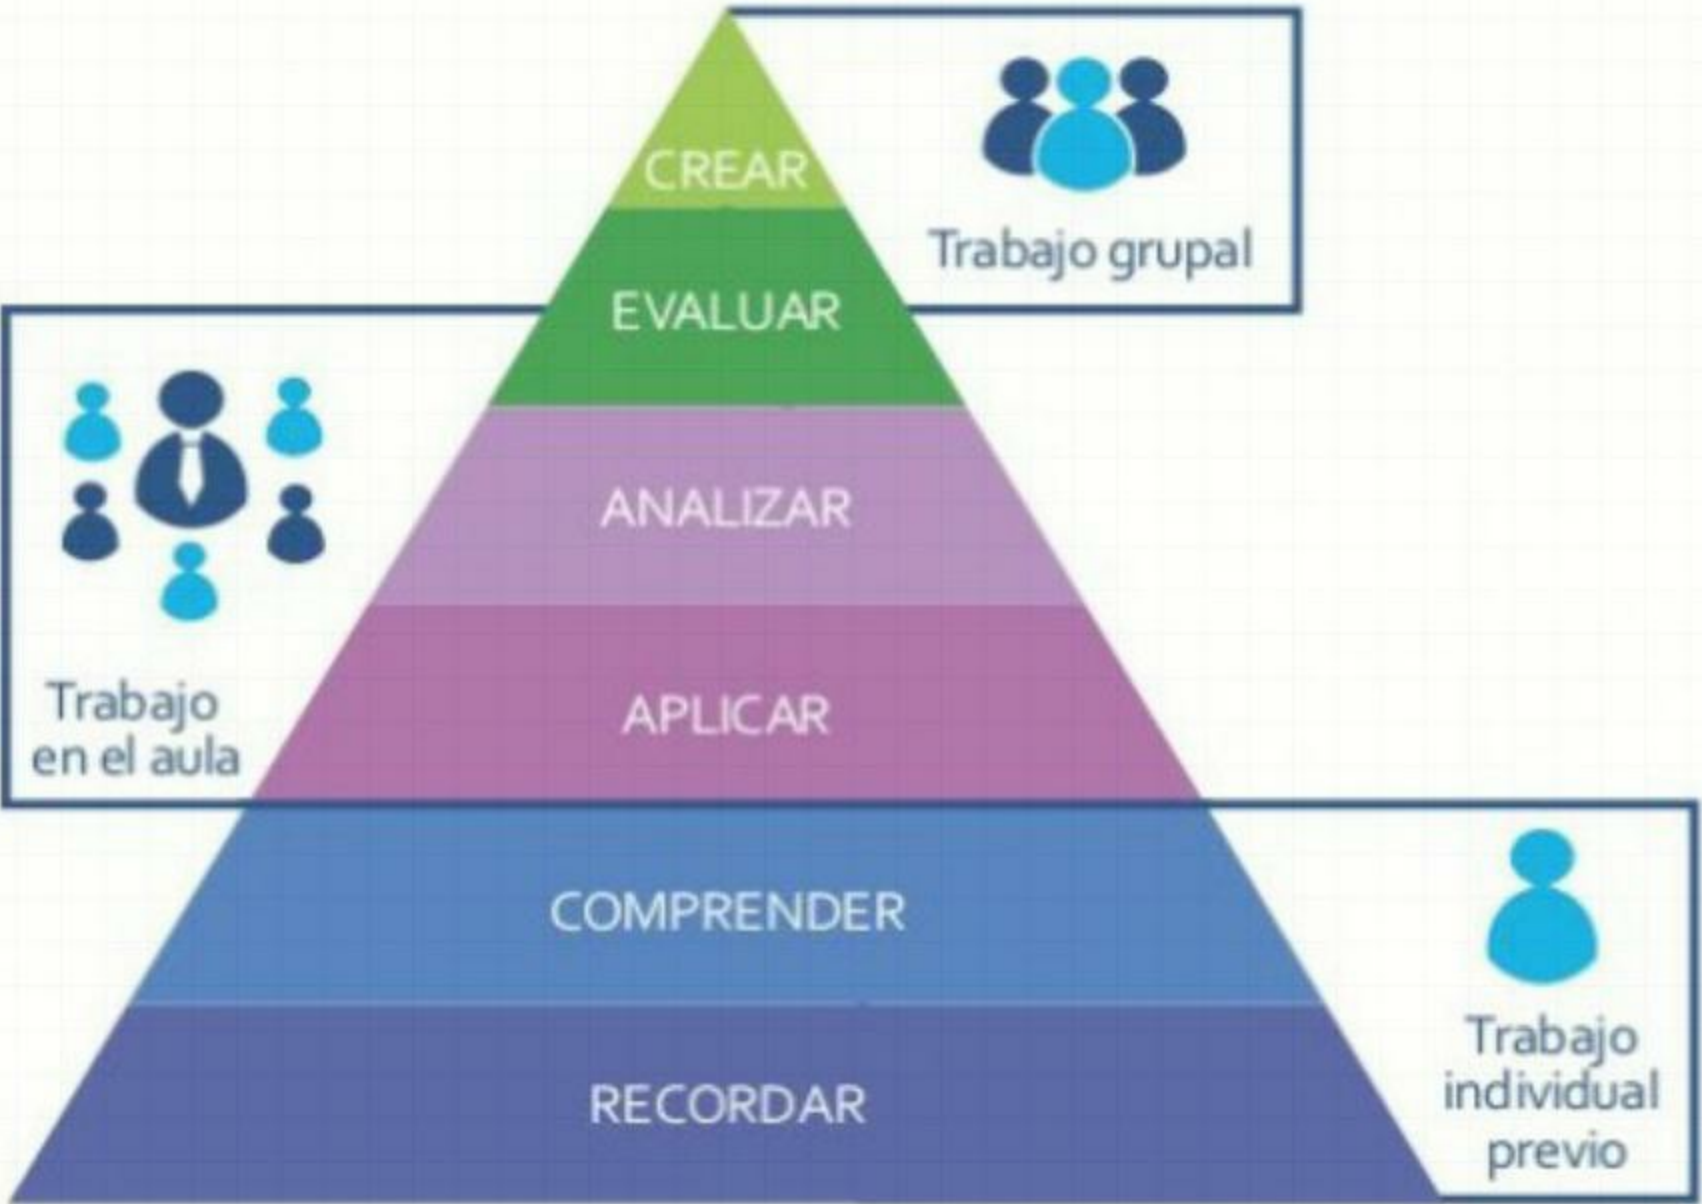 CREAR
Trabajo grupal
EVALUAR
ANALIZAR
Trabajo
en el aula
APLICAR
COMPRENDER
RECORDAR
Trabajo
individual
previo